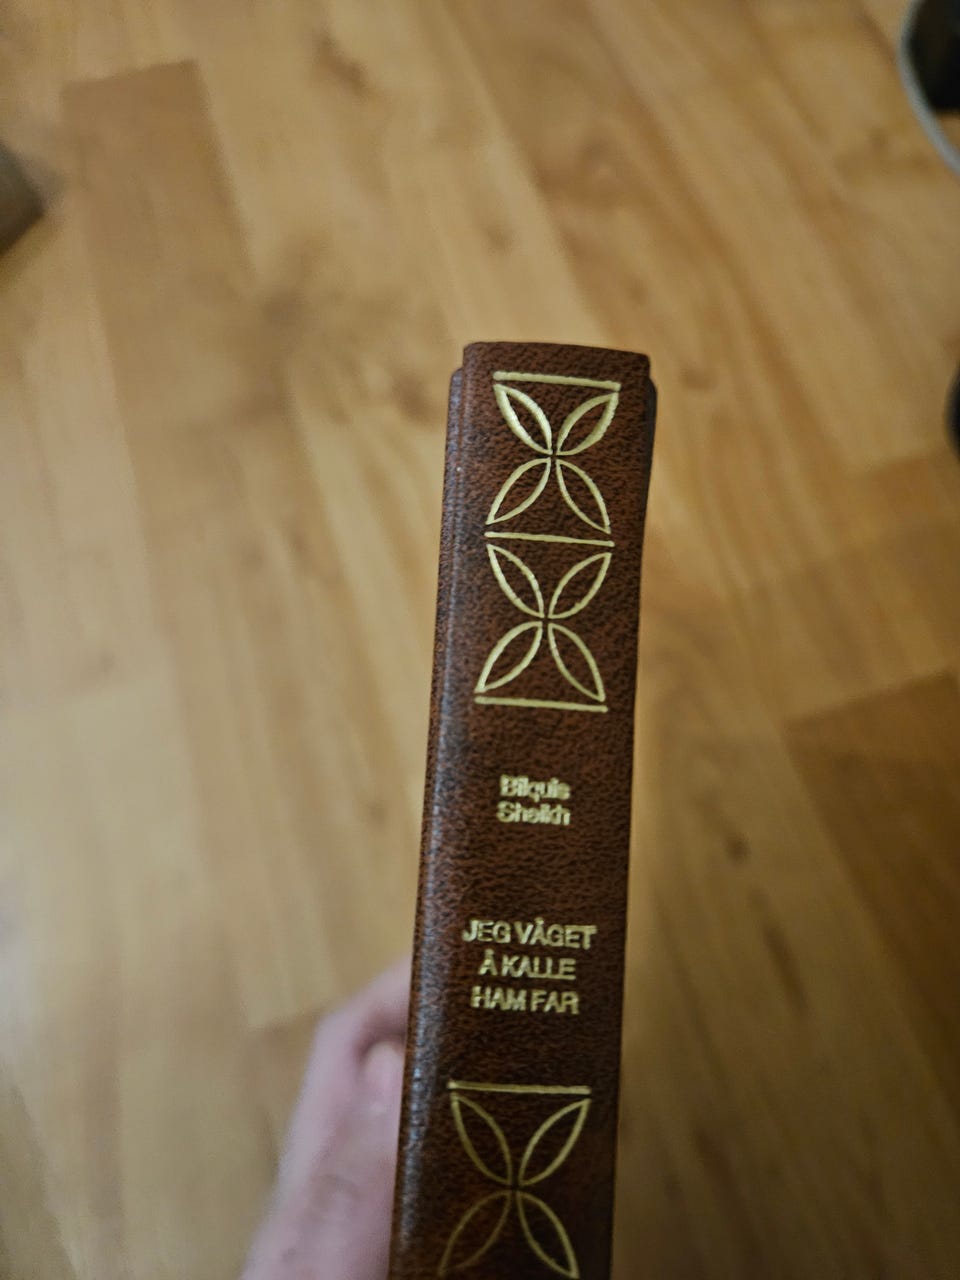 Bilquis
Sheikh
JEG VÅGET
Å KALLE
HAM FAR